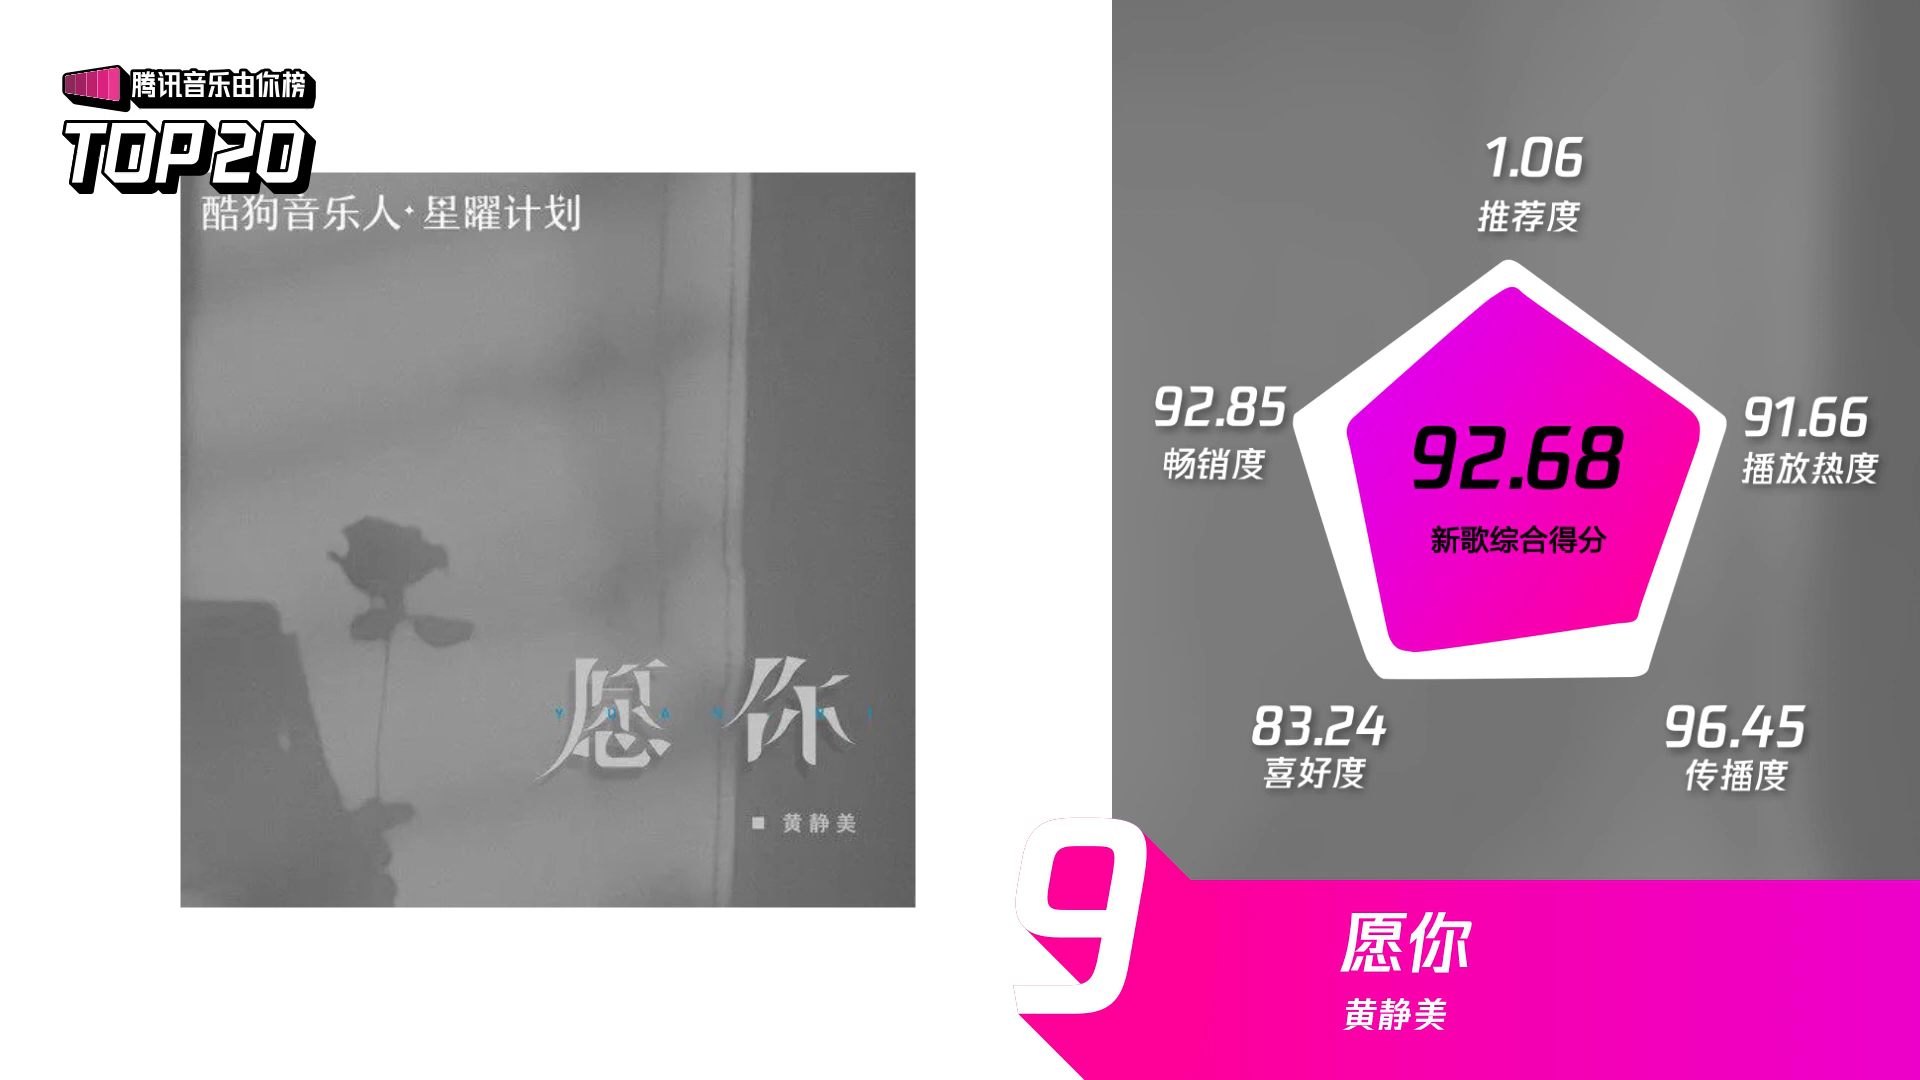 腾讯音乐由你榜
TOP20
酷狗音乐人·星曜计划
愿你
YUAN NI
黄静美
1.06
推荐度
92.85
畅销度
91.66
播放热度
92.68
新歌综合得分
83.24
喜好度
96.45
传播度
9
愿你
黄静美